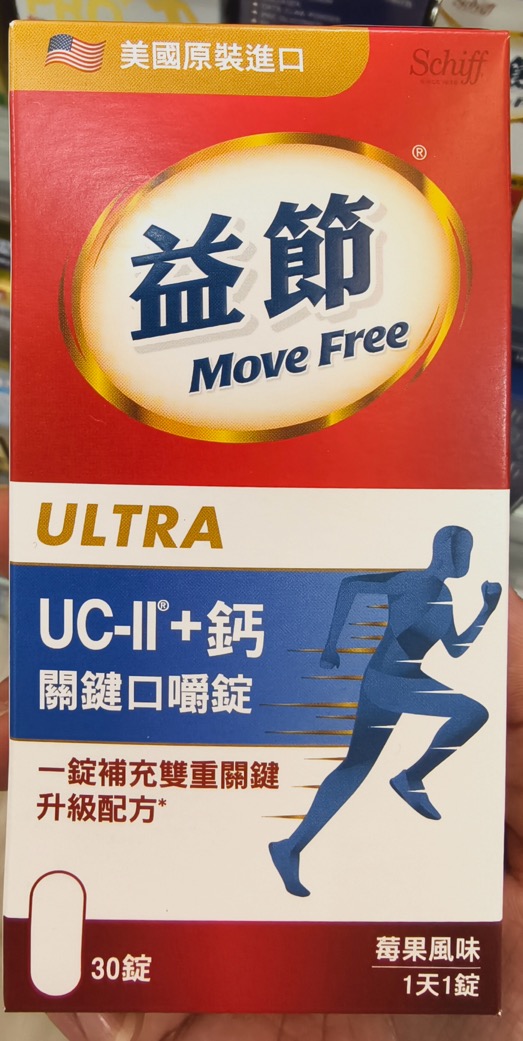 美國原裝進口
Schiff
®
益節
Move Free
ULTRA
UC-II®+鈣
關鍵口嚼錠
一錠補充雙重關鍵
升級配方*
30錠
莓果風味
1天1錠